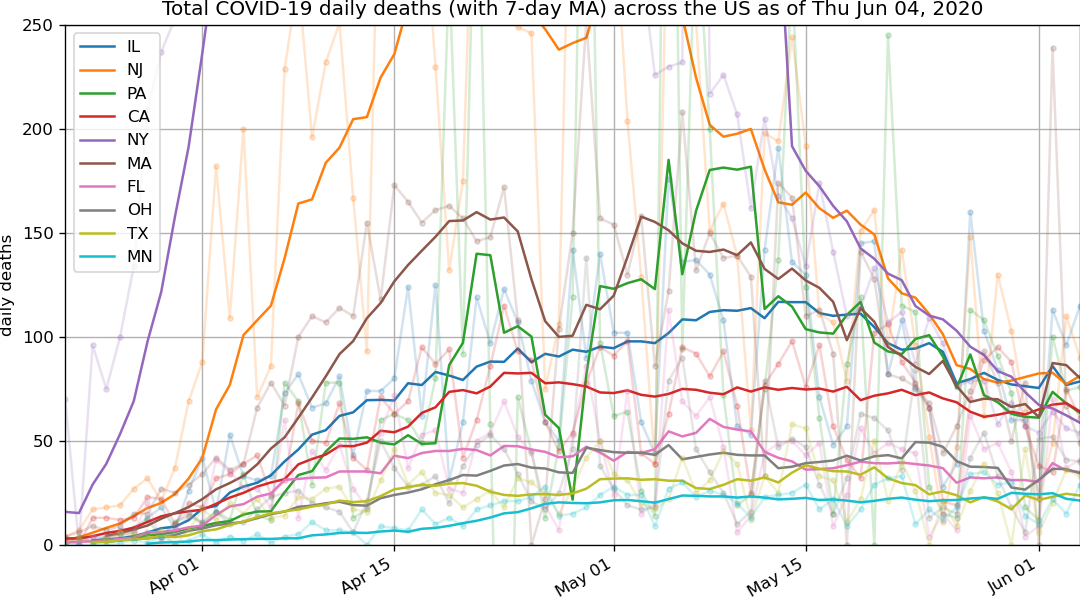 Total COVID-19 daily deaths (with 7-day MA) across the US as of Thu Jun 04, 2020
daily deaths
250
200
150
100
50
0
IL
NJ
PA
CA
NY
MA
FL
OH
TX
MN
Apr 01
Apr 15
May 01
May 15
Jun 01